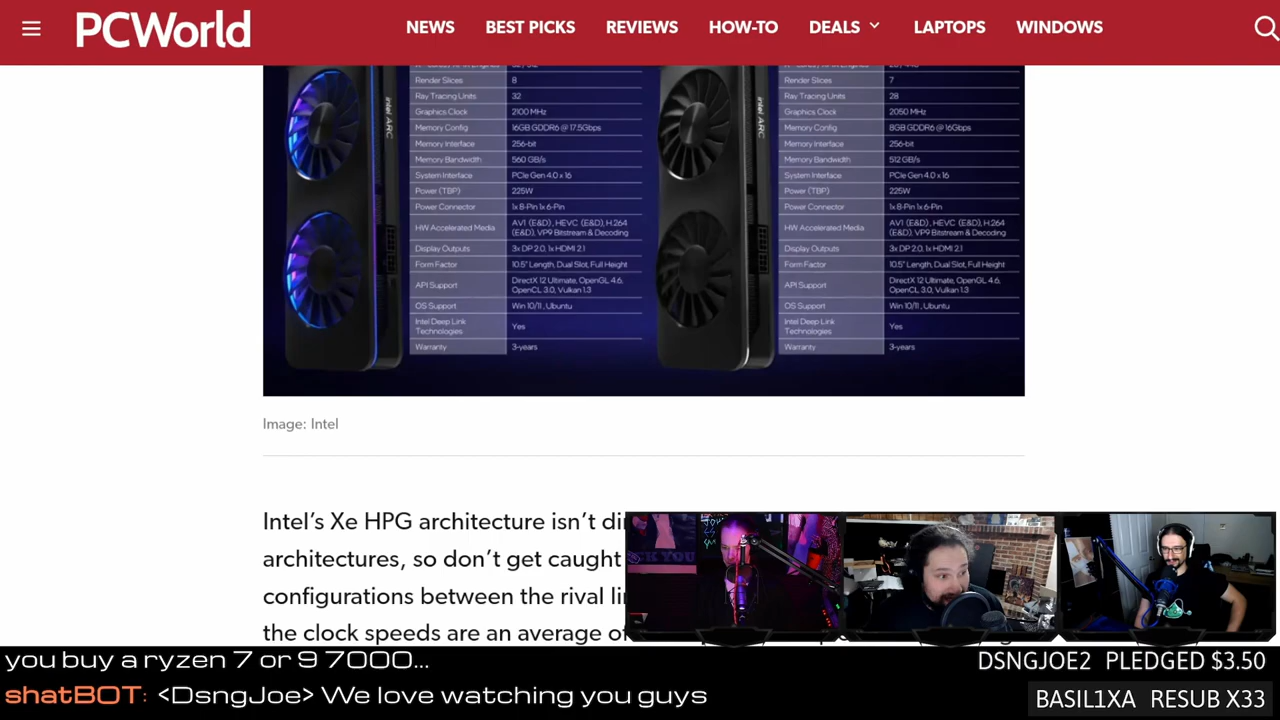 PCWorld
NEWS BEST PICKS REVIEWS HOW-TO DEALS LAPTOPS WINDOWS
Render Slices 8
Ray Tracing Units 32
Graphics Clock 2100 MHz
Memory Config 16GB GDDR6 @ 17.5Gbps
Memory Interface 256-bit
Memory Bandwidth 560 GB/s
System Interface PCIe Gen 4.0 x 16
Power (TBP) 225W
Power Connector 1x 8-Pin 1x 6-Pin
HW Accelerated Media AV1 (E&D), HEVC (E&D), H.264
(E&D), VP9 Bitstream & Decoding
Display Outputs 3x DP 2.0, 1x HDMI 2.1
Form Factor 10.5" Length, Dual Slot, Full Height
API Support DirectX 12 Ultimate, OpenGL 4.6,
OpenCL 3.0, Vulkan 1.3
OS Support Win 10/11, Ubuntu
Intel Deep Link
Technologies Yes
Warranty 3-years
intel ARC
Render Slices 7
Ray Tracing Units 28
Graphics Clock 2050 MHz
Memory Config 8GB GDDR6 @ 16Gbps
Memory Interface 256-bit
Memory Bandwidth 512 GB/s
System Interface PCIe Gen 4.0 x 16
Power (TBP) 225W
Power Connector 1x 8-Pin 1x 6-Pin
HW Accelerated Media AV1 (E&D), HEVC (E&D), H.264
(E&D), VP9 Bitstream & Decoding
Display Outputs 3x DP 2.0, 1x HDMI 2.1
Form Factor 10.5" Length, Dual Slot, Full Height
API Support DirectX 12 Ultimate, OpenGL 4.6,
OpenCL 3.0, Vulkan 1.3
OS Support Win 10/11, Ubuntu
Intel Deep Link
Technologies Yes
Warranty 3-years
intel ARC
Image: Intel
Intel's Xe HPG architecture isn't di
architectures, so don't get caught
configurations between the rival li
the clock speeds are an average of
you buy a ryzen 7 or 9 7000...
shatBOT: <DsngJoe> We love watching you guys
DSNGJOE2 PLEDGED $3.50
BASIL1XA RESUB X33